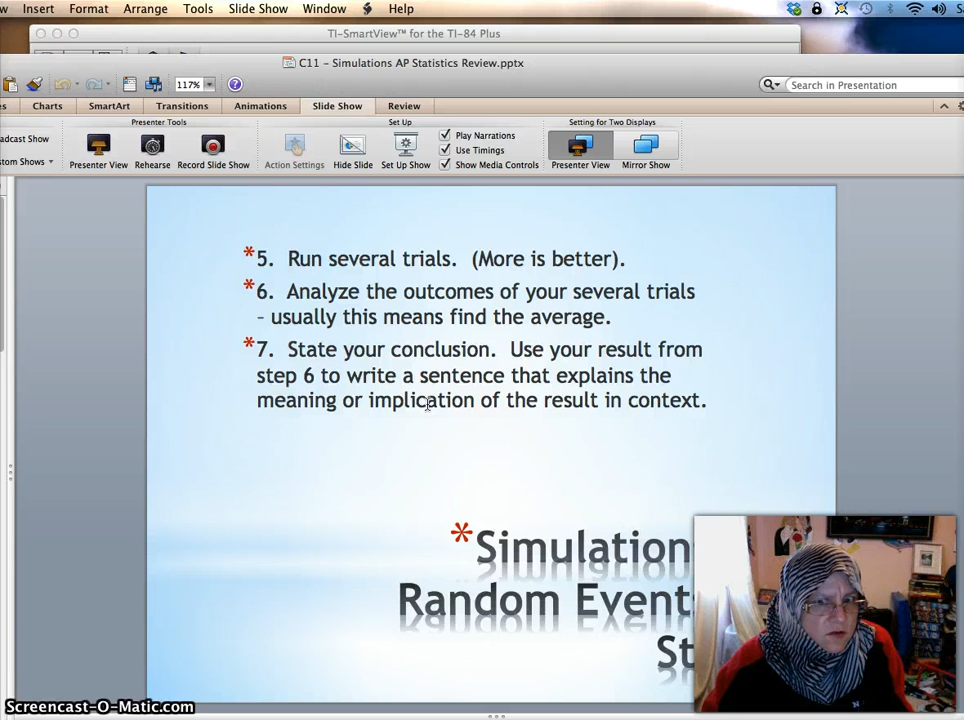 w Insert Format Arrange Tools Slide Show Window Help
TI-SmartView™ for the TI-84 Plus
C11 - Simulations AP Statistics Review.pptx
117%
Search in Presentation
es Charts SmartArt Transitions Animations Slide Show Review
Presenter Tools Set Up Setting for Two Displays
adcast Show
stom Shows
Presenter View Rehearse Record Slide Show Action Settings Hide Slide Set Up Show
Play Narrations
Use Timings
Show Media Controls
Presenter View Mirror Show
*5. Run several trials. (More is better).
*6. Analyze the outcomes of your several trials
– usually this means find the average.
*7. State your conclusion. Use your result from
step 6 to write a sentence that explains the
meaning or implication of the result in context.
*Simulation
Random Event
St
Screencast-O-Matic.com